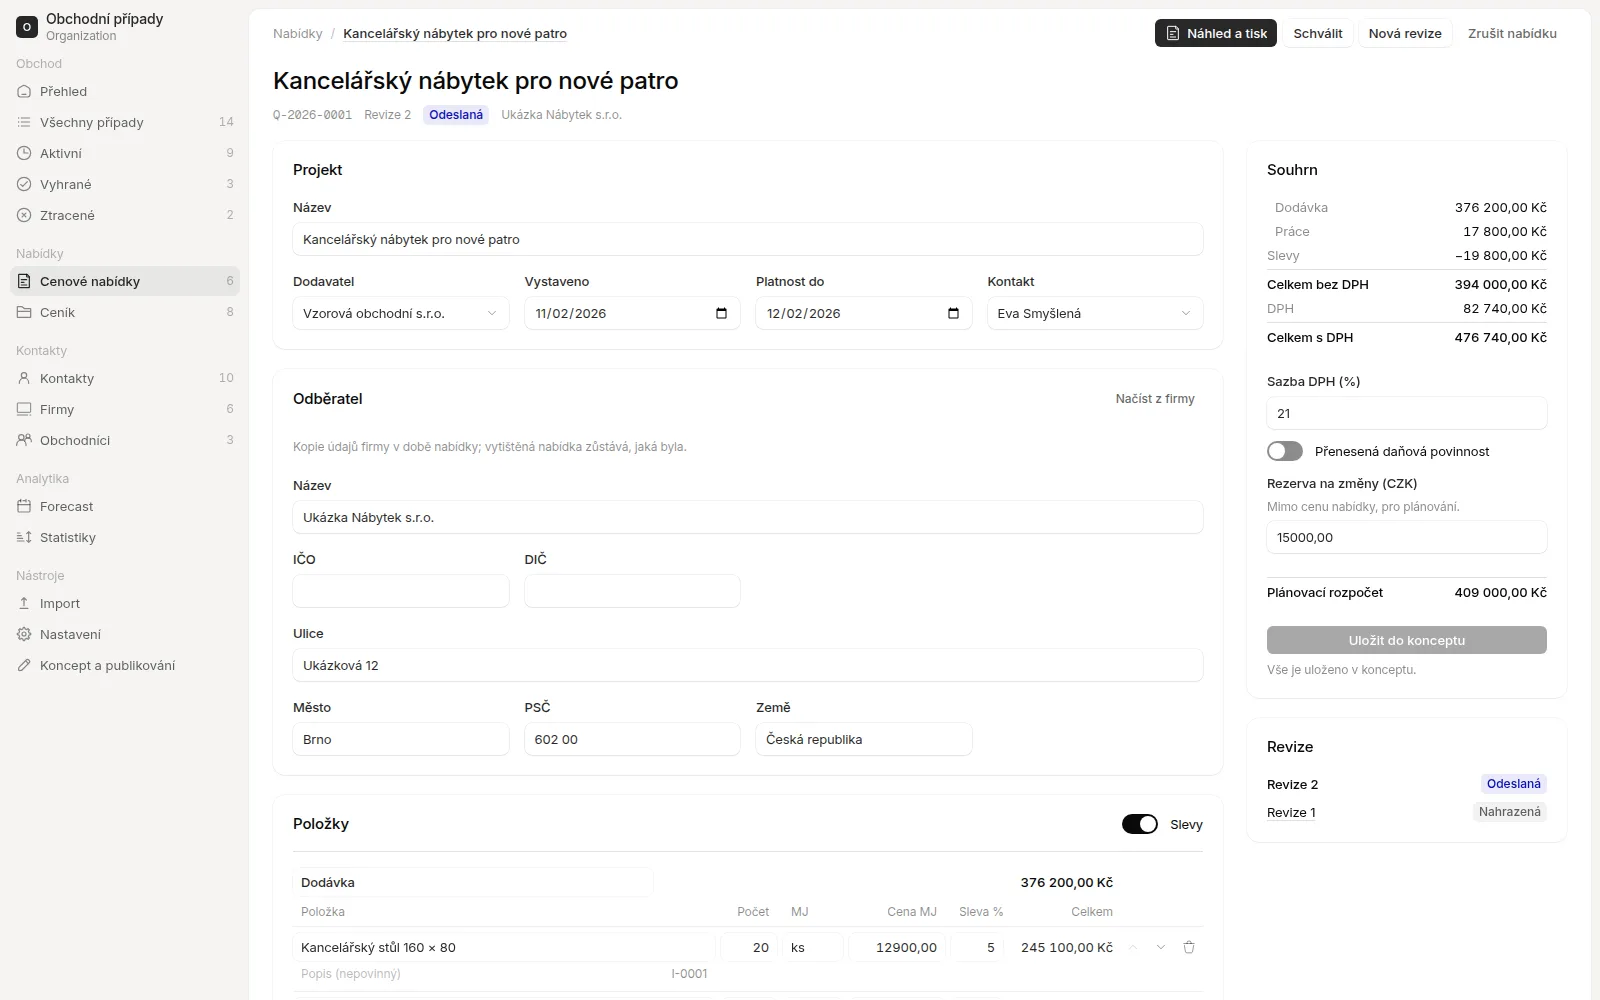 O
Obchodní případy
Organization
Obchod
Přehled
Všechny případy 14
Aktivní 9
Vyhrané 3
Ztracené 2
Nabídky
Cenové nabídky 6
Ceník 8
Kontakty
Kontakty 10
Firmy 6
Obchodníci 3
Analytika
Forecast
Statistiky
Nástroje
Import
Nastavení
Koncept a publikování
Nabídky / Kancelářský nábytek pro nové patro
Náhled a tisk Schválit Nová revize Zrušit nabídku
Kancelářský nábytek pro nové patro
Q-2026-0001 Revize 2 Odeslaná Ukázka Nábytek s.r.o.
Projekt
Název
Kancelářský nábytek pro nové patro
Dodavatel Vystaveno Platnost do Kontakt
Vzorová obchodní s.r.o. 11/02/2026 12/02/2026 Eva Smyšlená
Odběratel Načíst z firmy
Kopie údajů firmy v době nabídky; vytištěná nabídka zůstává, jaká byla.
Název
Ukázka Nábytek s.r.o.
IČO DIČ
Ulice
Ukázková 12
Město PSČ Země
Brno 602 00 Česká republika
Položky Slevy
Dodávka 376 200,00 Kč
Položka Počet MJ Cena MJ Sleva % Celkem
Kancelářský stůl 160 × 80 20 ks 12900,00 5 245 100,00 Kč
Popis (nepovinný) I-0001
Souhrn
Dodávka 376 200,00 Kč
Práce 17 800,00 Kč
Slevy −19 800,00 Kč
Celkem bez DPH 394 000,00 Kč
DPH 82 740,00 Kč
Celkem s DPH 476 740,00 Kč
Sazba DPH (%)
21
Přenesená daňová povinnost
Rezerva na změny (CZK)
Mimo cenu nabídky, pro plánování.
15000,00
Plánovací rozpočet 409 000,00 Kč
Uložit do konceptu
Vše je uloženo v konceptu.
Revize
Revize 2 Odeslaná
Revize 1 Nahrazená